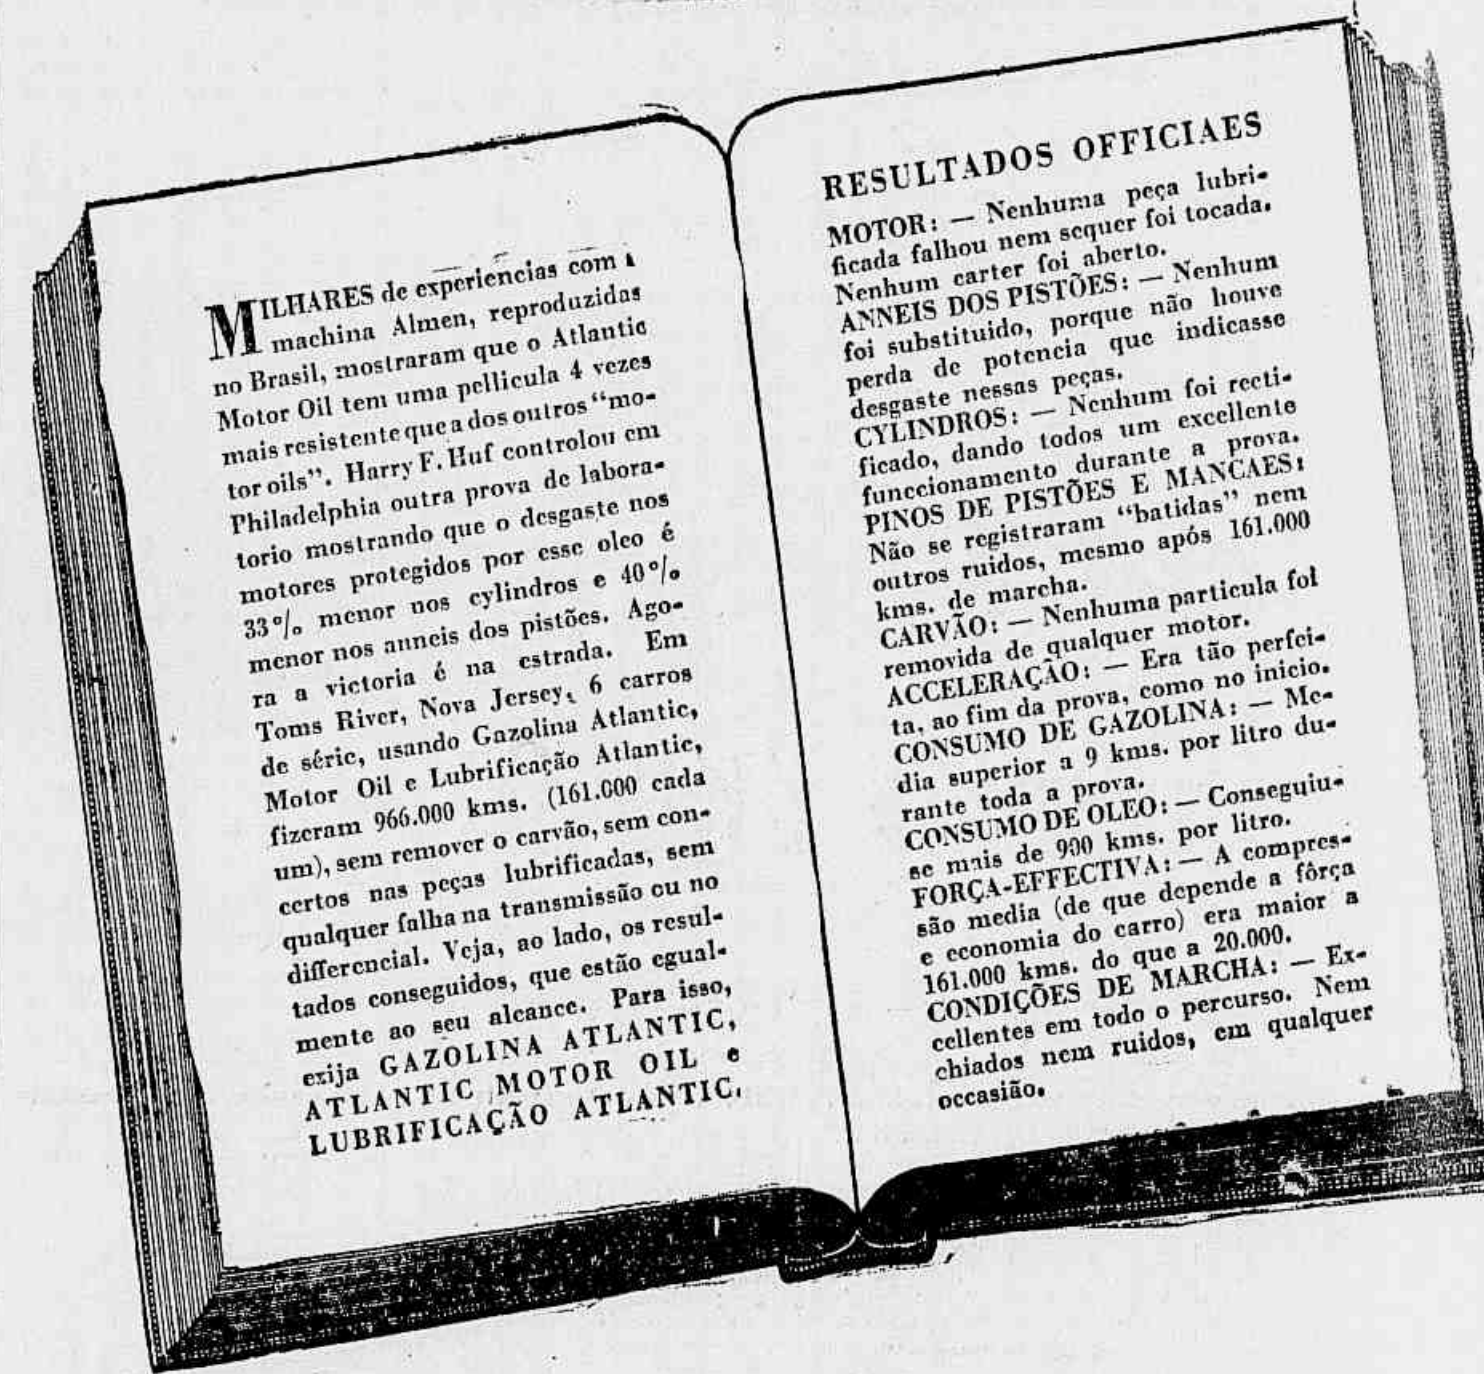 MILHARES de experiencias com a
machina Almen, reproduzidas
no Brasil, mostraram que o Atlantic
Motor Oil tem uma pellicula 4 vezes
mais resistente que a dos outros "mo-
tor oils". Harry F. Huf controlou em
Philadelphia outra prova de labora-
torio mostrando que o desgaste nos
motores protegidos por esse oleo é
33% menor nos cylindros e 40%
menor nos anneis dos pistões. Ago-
ra a victoria é na estrada. Em
Toms River, Nova Jersey, 6 carros
de série, usando Gazolina Atlantic,
Motor Oil e Lubrificação Atlantic,
fizeram 966.000 kms. (161.000 cada
um), sem remover o carvão, sem con-
certos nas peças lubrificadas, sem
qualquer falha na transmissão ou no
differencial. Veja, ao lado, os resul-
tados conseguidos, que estão egual-
mente ao seu alcance. Para isso,
exija GAZOLINA ATLANTIC,
ATLANTIC MOTOR OIL e
LUBRIFICAÇÃO ATLANTIC.
RESULTADOS OFFICIAES
MOTOR: — Nenhuma peça lubri-
ficada falhou nem sequer foi tocada.
Nenhum carter foi aberto.
ANNEIS DOS PISTÕES: — Nenhum
foi substituido, porque não houve
perda de potencia que indicasse
desgaste nessas peças.
CYLINDROS: — Nenhum foi recti-
ficado, dando todos um excellente
funccionamento durante a prova.
PINOS DE PISTÕES E MANCAES:
Não se registraram "batidas" nem
outros ruidos, mesmo após 161.000
kms. de marcha.
CARVÃO: — Nenhuma particula foi
removida de qualquer motor.
ACCELERAÇÃO: — Era tão perfei-
ta, ao fim da prova, como no inicio.
CONSUMO DE GAZOLINA: — Me-
dia superior a 9 kms. por litro du-
rante toda a prova.
CONSUMO DE OLEO: — Conseguiu-
se mais de 900 kms. por litro.
FORÇA-EFFECTIVA: — A compres-
são media (de que depende a fôrça
e economia do carro) era maior a
161.000 kms. do que a 20.000.
CONDIÇÕES DE MARCHA: — Ex-
cellentes em todo o percurso. Nem
chiados nem ruidos, em qualquer
occasião.